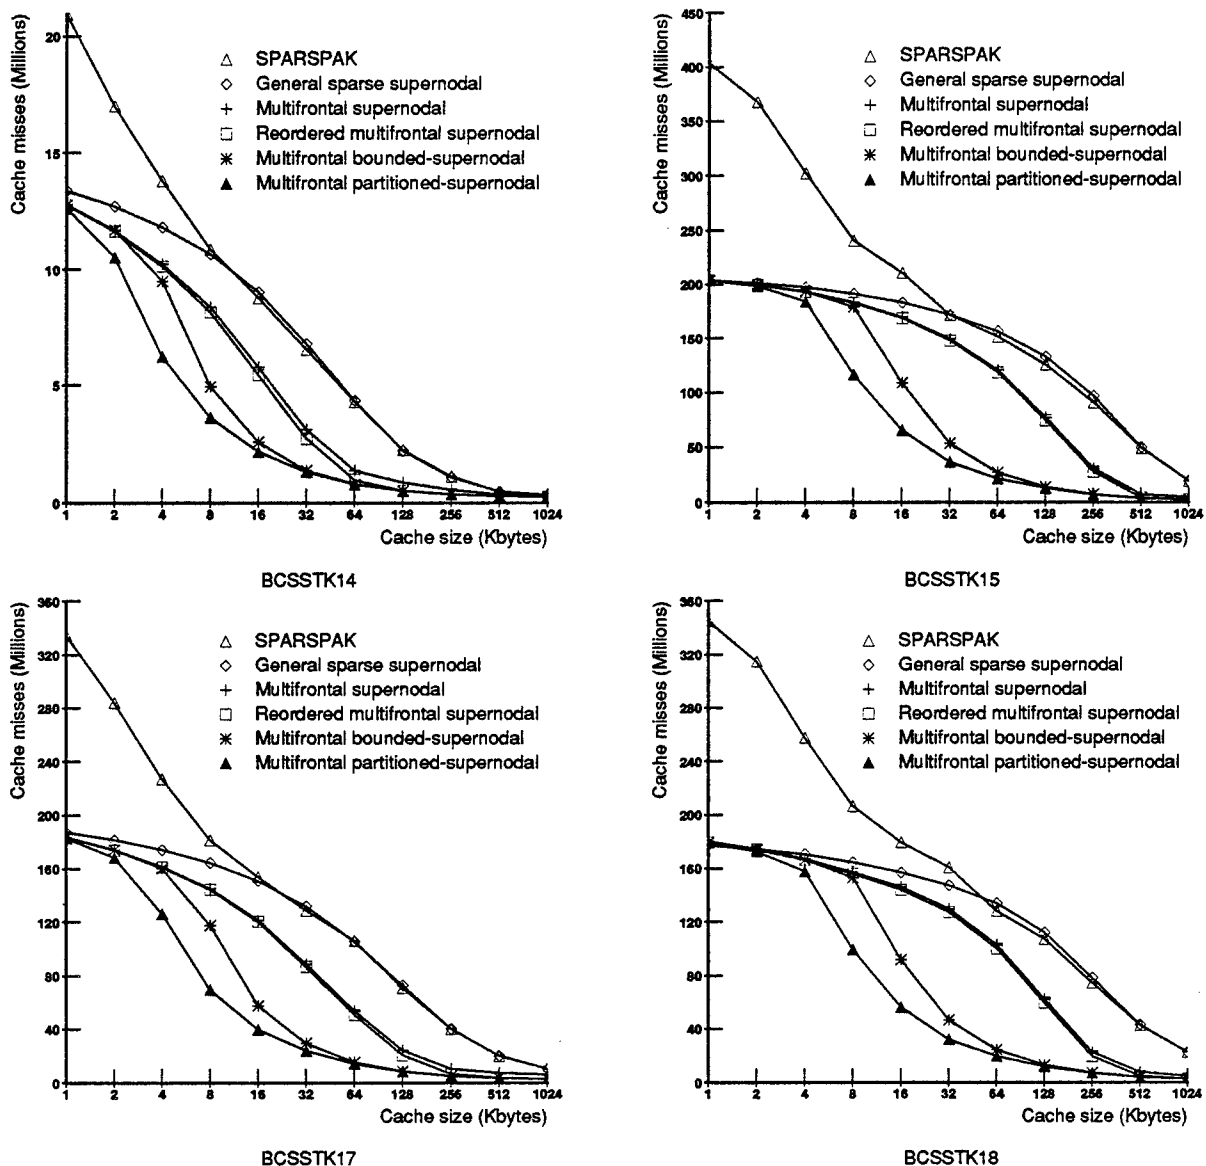 Cache misses (Millions)
20
15
10
5
0
SPARSPAK
General sparse supernodal
Multifrontal supernodal
Reordered multifrontal supernodal
Multifrontal bounded-supernodal
Multifrontal partitioned-supernodal
1 2 4 8 16 32 64 128 256 512 1024
Cache size (Kbytes)
BCSSTK14
Cache misses (Millions)
450
400
350
300
250
200
150
100
50
0
SPARSPAK
General sparse supernodal
Multifrontal supernodal
Reordered multifrontal supernodal
Multifrontal bounded-supernodal
Multifrontal partitioned-supernodal
1 2 4 8 16 32 64 128 256 512 1024
Cache size (Kbytes)
BCSSTK15
Cache misses (Millions)
360
320
280
240
200
160
120
80
40
0
SPARSPAK
General sparse supernodal
Multifrontal supernodal
Reordered multifrontal supernodal
Multifrontal bounded-supernodal
Multifrontal partitioned-supernodal
1 2 4 8 16 32 64 128 256 512 1024
Cache size (Kbytes)
BCSSTK17
Cache misses (Millions)
360
320
280
240
200
160
120
80
40
0
SPARSPAK
General sparse supernodal
Multifrontal supernodal
Reordered multifrontal supernodal
Multifrontal bounded-supernodal
Multifrontal partitioned-supernodal
1 2 4 8 16 32 64 128 256 512 1024
Cache size (Kbytes)
BCSSTK18